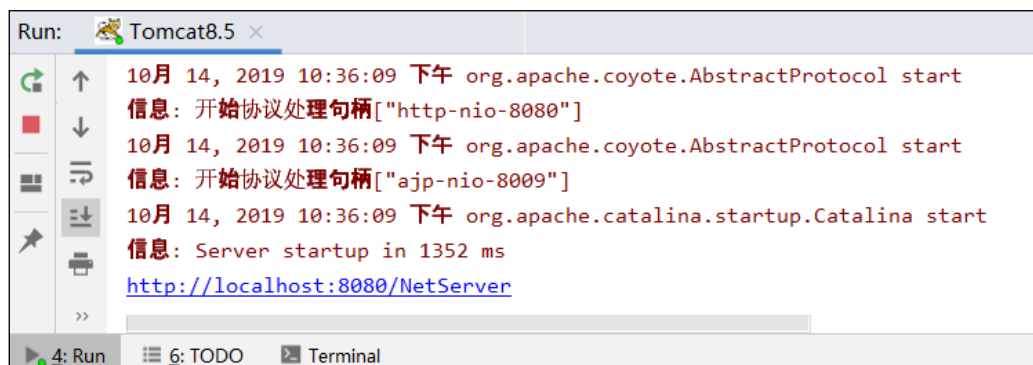 Run: Tomcat8.5
10月 14, 2019 10:36:09 下午 org.apache.coyote.AbstractProtocol start
信息: 开始协议处理句柄["http-nio-8080"]
10月 14, 2019 10:36:09 下午 org.apache.coyote.AbstractProtocol start
信息: 开始协议处理句柄["ajp-nio-8009"]
10月 14, 2019 10:36:09 下午 org.apache.catalina.startup.Catalina start
信息: Server startup in 1352 ms
http://localhost:8080/NetServer
4: Run 6: TODO Terminal